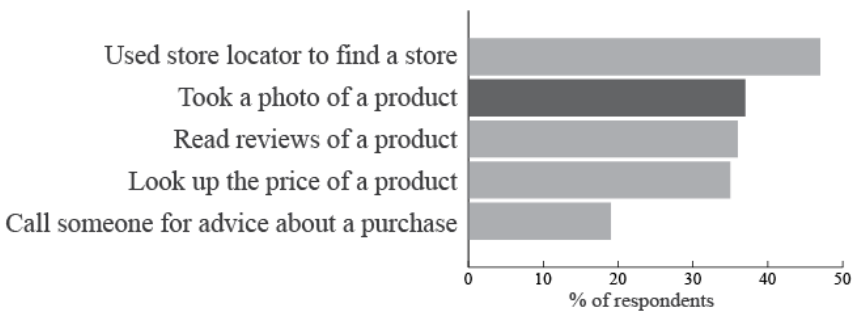 Used store locator to find a store
Took a photo of a product
Read reviews of a product
Look up the price of a product
Call someone for advice about a purchase
0 10 20 30 40 50
% of respondents